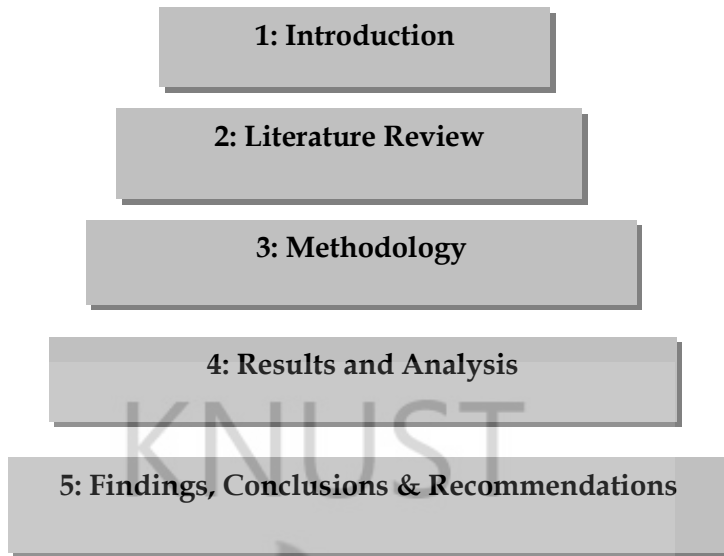 1: Introduction
2: Literature Review
3: Methodology
4: Results and Analysis
KNUST
5: Findings, Conclusions & Recommendations